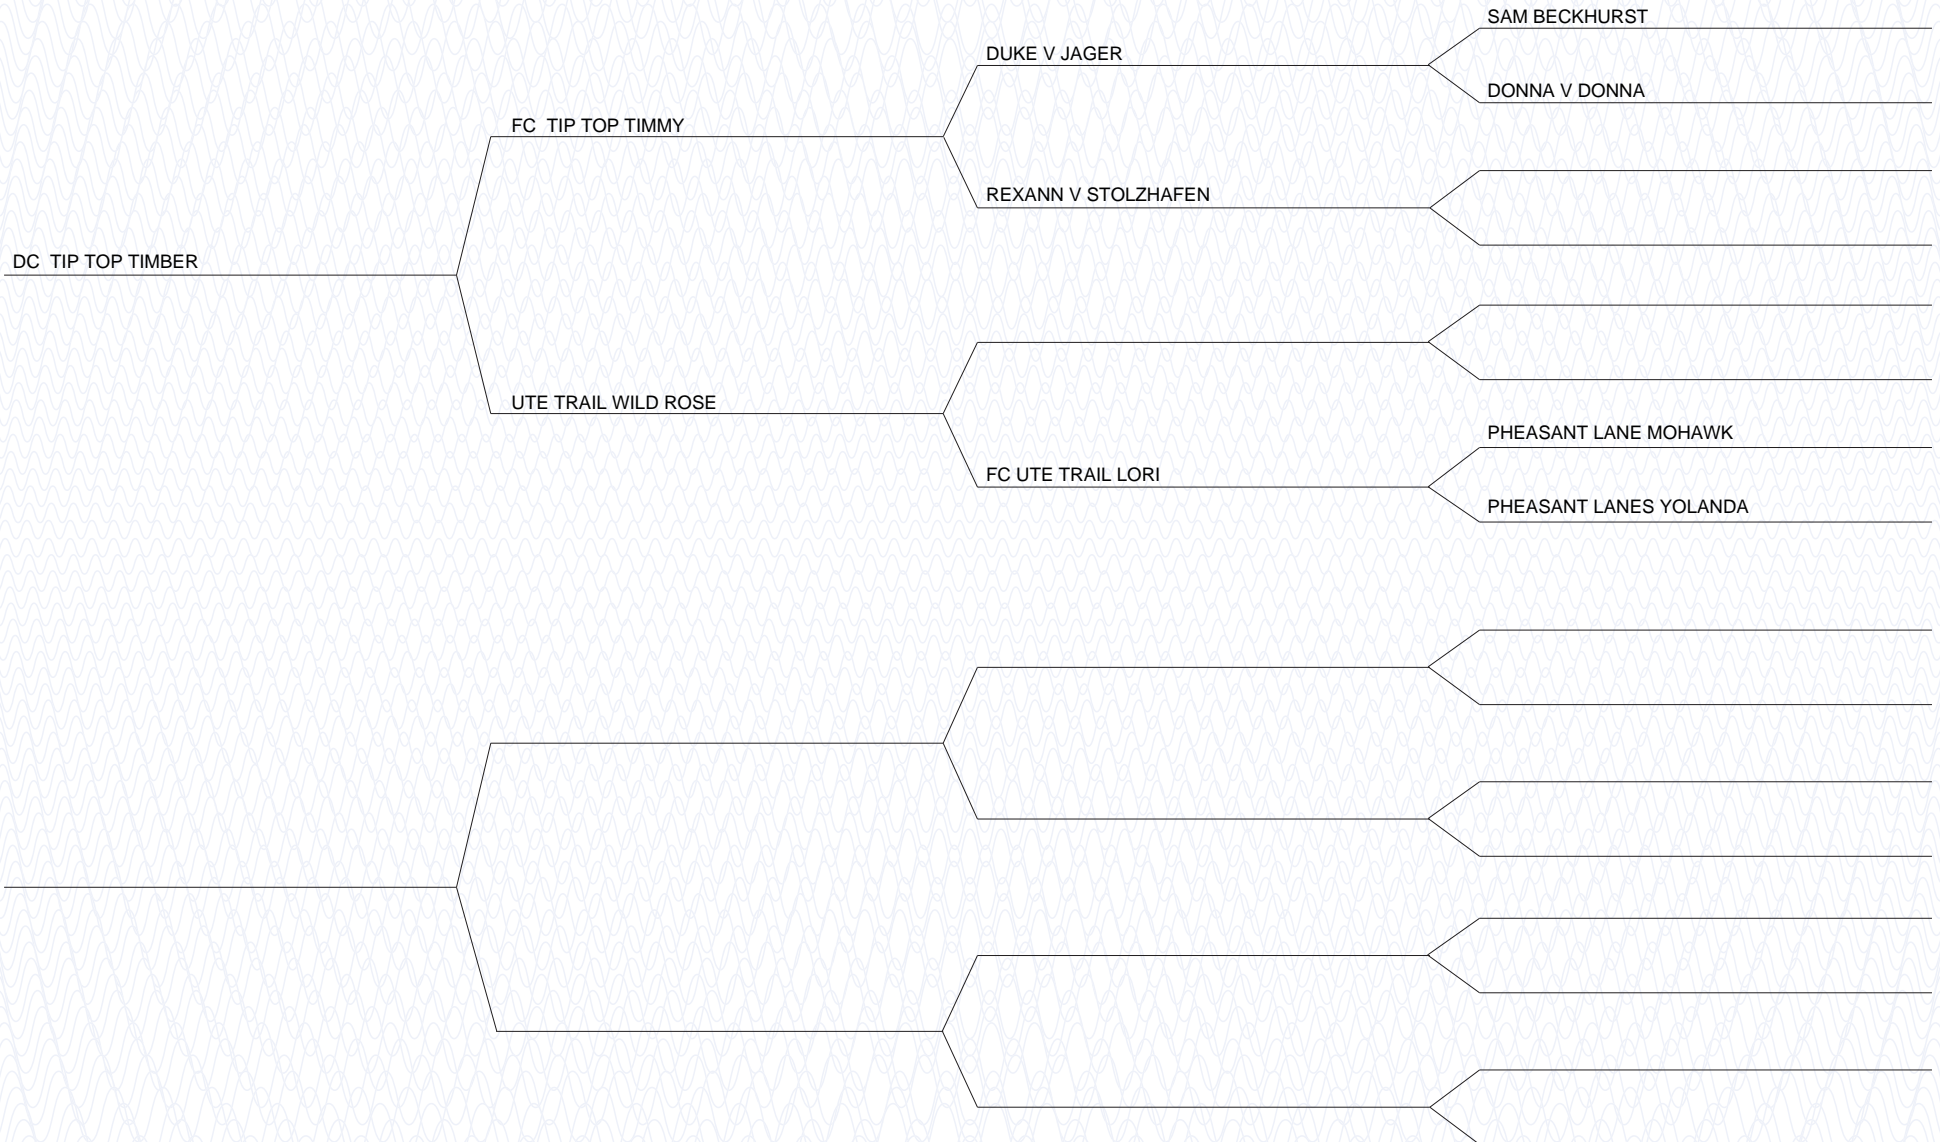 SAM BECKHURST
DUKE V JAGER
DONNA V DONNA
FC  TIP TOP TIMMY
REXANN V STOLZHAFEN
DC  TIP TOP TIMBER
UTE TRAIL WILD ROSE
PHEASANT LANE MOHAWK
FC UTE TRAIL LORI
PHEASANT LANES YOLANDA